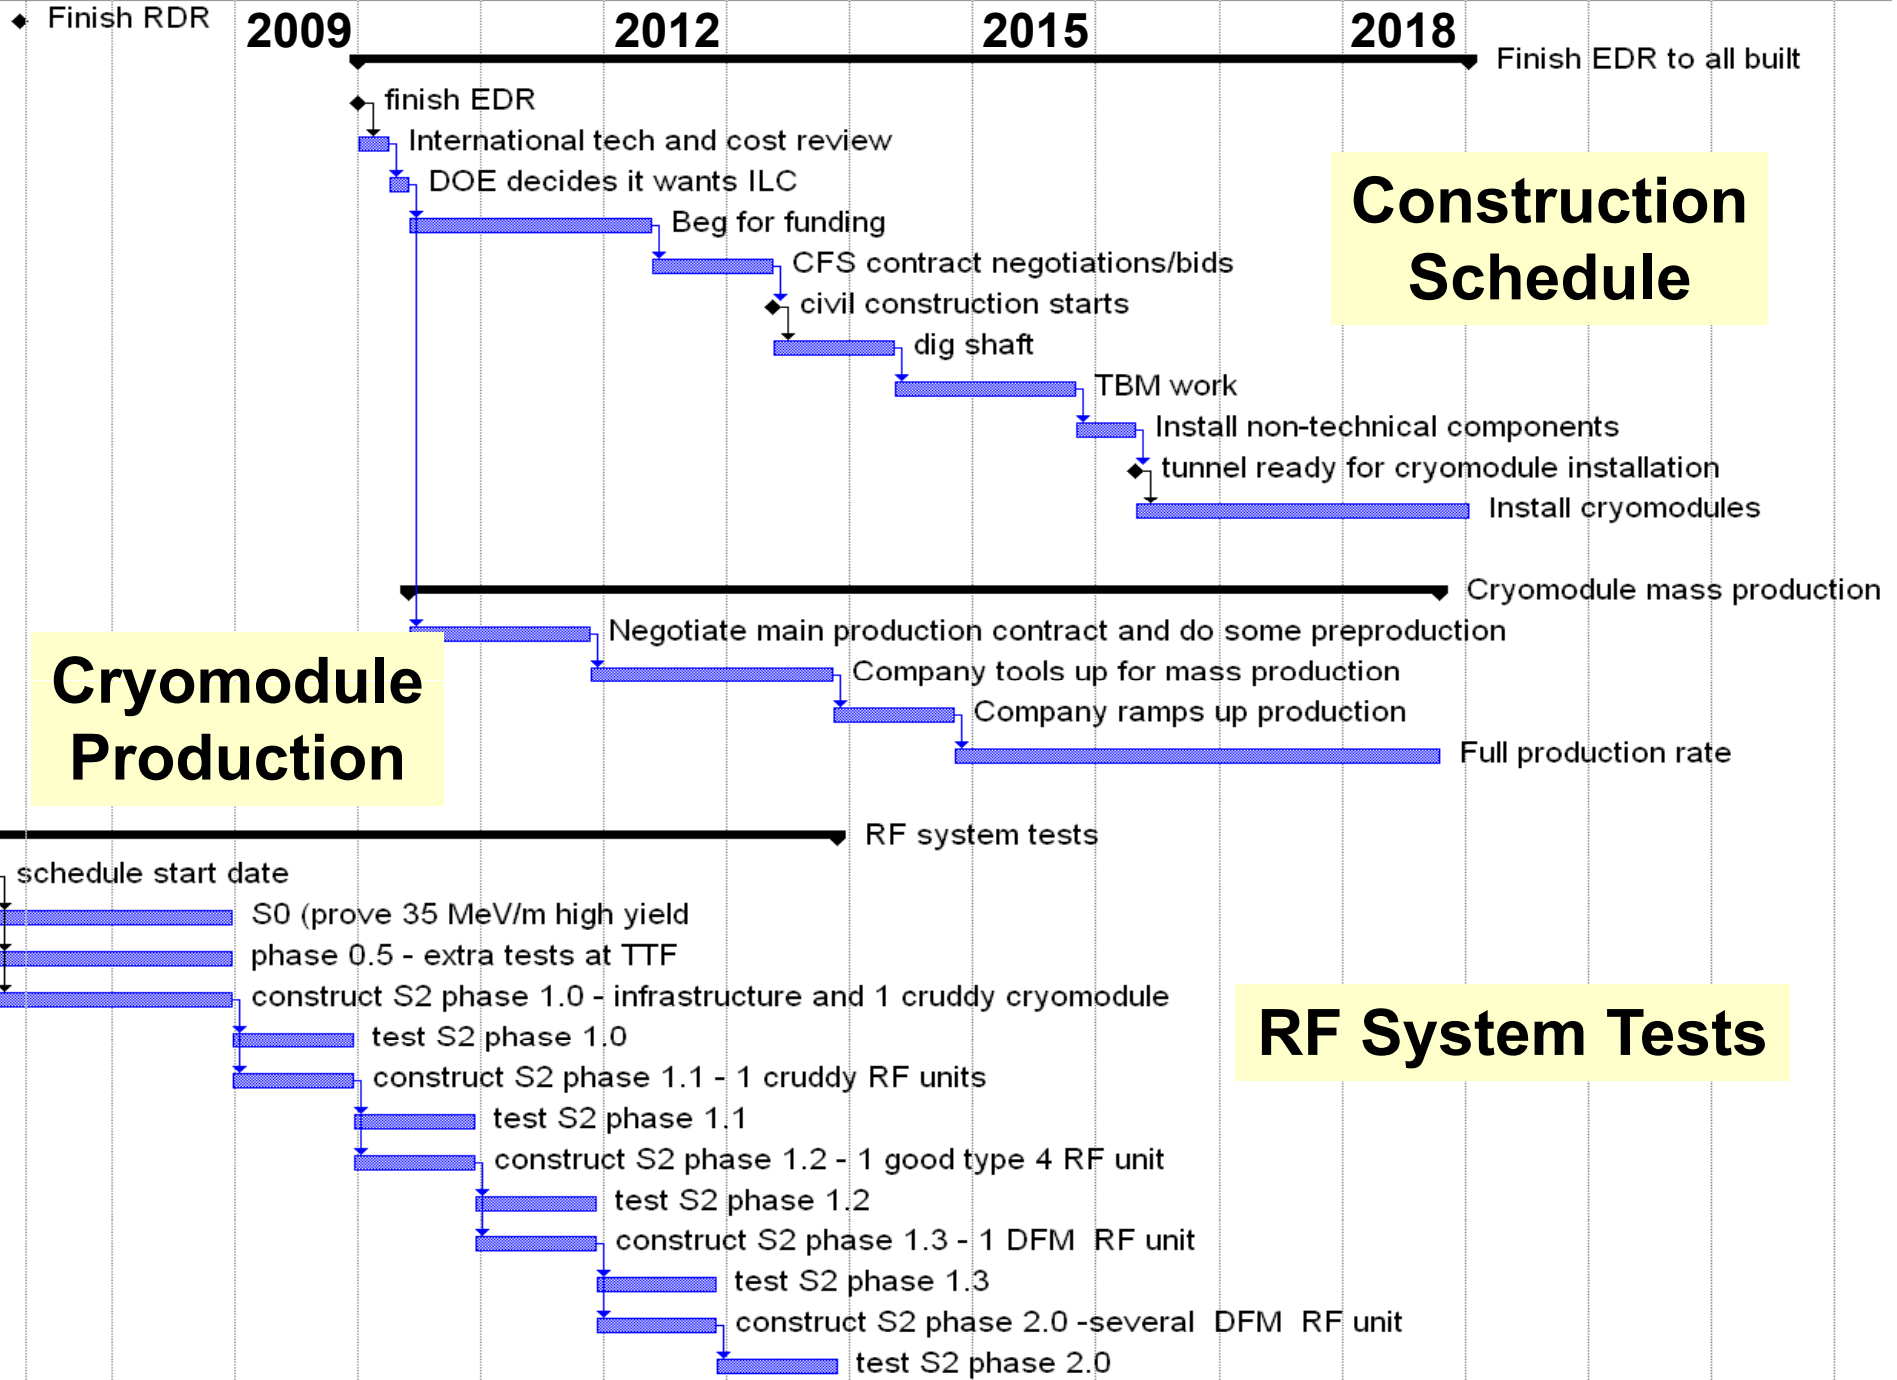 Finish RDR
2009 2012 2015 2018
Finish EDR to all built
finish EDR
International tech and cost review
DOE decides it wants ILC
Construction
Schedule
Beg for funding
CFS contract negotiations/bids
civil construction starts
dig shaft
TBM work
Install non-technical components
tunnel ready for cryomodule installation
Install cryomodules
Cryomodule mass production
Cryomodule
Production
Negotiate main production contract and do some preproduction
Company tools up for mass production
Company ramps up production
Full production rate
RF system tests
schedule start date
S0 (prove 35 MeV/m high yield
phase 0.5 - extra tests at TTF
construct S2 phase 1.0 - infrastructure and 1 cruddy cryomodule
RF System Tests
test S2 phase 1.0
construct S2 phase 1.1 - 1 cruddy RF units
test S2 phase 1.1
construct S2 phase 1.2 - 1 good type 4 RF unit
test S2 phase 1.2
construct S2 phase 1.3 - 1 DFM  RF unit
test S2 phase 1.3
construct S2 phase 2.0 -several  DFM  RF unit
test S2 phase 2.0